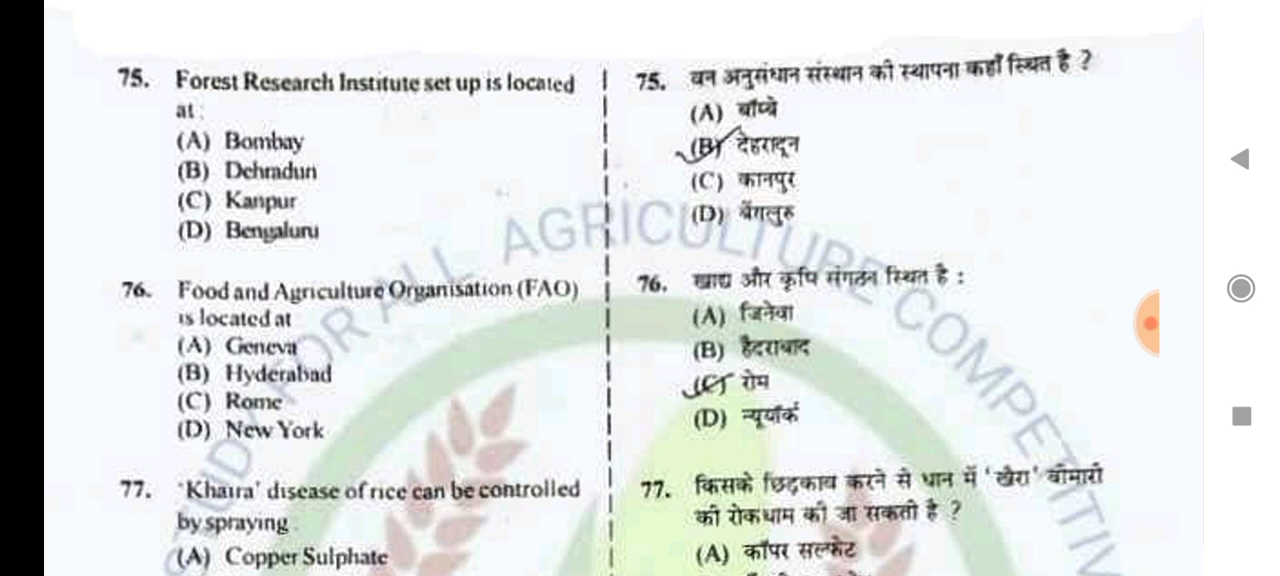 75. Forest Research Institute set up is located
at :
(A) Bombay
(B) Dehradun
(C) Kanpur
(D) Bengaluru
76. Food and Agriculture Organisation (FAO)
is located at
(A) Geneva
(B) Hyderabad
(C) Rome
(D) New York
77. 'Khaira' disease of rice can be controlled
by spraying
(A) Copper Sulphate
75. वन अनुसंधान संस्थान की स्थापना कहाँ स्थित है ?
(A) बॉम्बे
(B) देहरादून
(C) कानपुर
(D) बेंगलुरु
76. खाद्य और कृषि संगठन स्थित है :
(A) जिनेवा
(B) हैदराबाद
(C) रोम
(D) न्यूयॉर्क
77. किसके छिड़काव करने से धान में 'खैरा' बीमारी
की रोकथाम की जा सकती है ?
(A) कॉपर सल्फेट
FOR ALL AGRICULTURE COMPETITIV